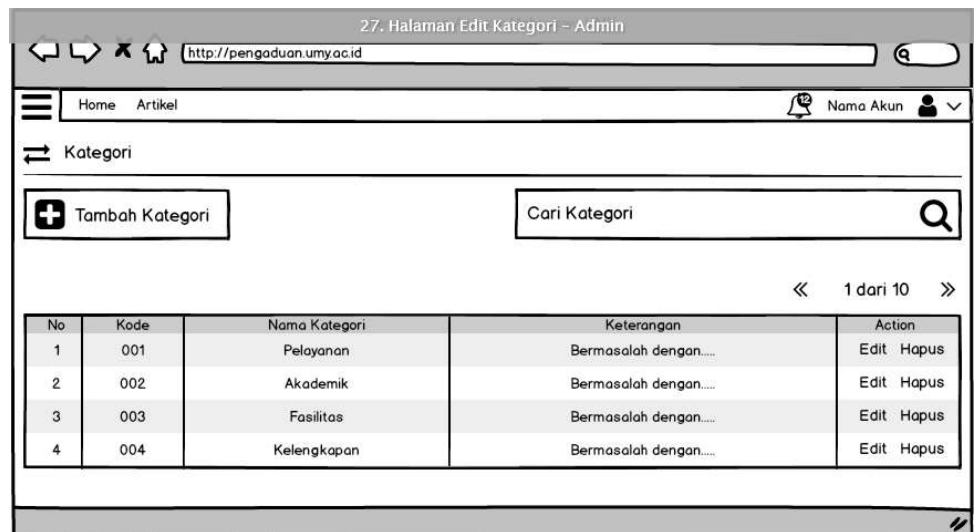 27. Halaman Edit Kategori - Admin
http://pengaduan.umy.ac.id
Home Artikel 12 Nama Akun
Kategori
Tambah Kategori Cari Kategori
1 dari 10
No Kode Nama Kategori Keterangan Action
1 001 Pelayanan Bermasalah dengan..... Edit Hapus
2 002 Akademik Bermasalah dengan..... Edit Hapus
3 003 Fasilitas Bermasalah dengan..... Edit Hapus
4 004 Kelengkapan Bermasalah dengan..... Edit Hapus